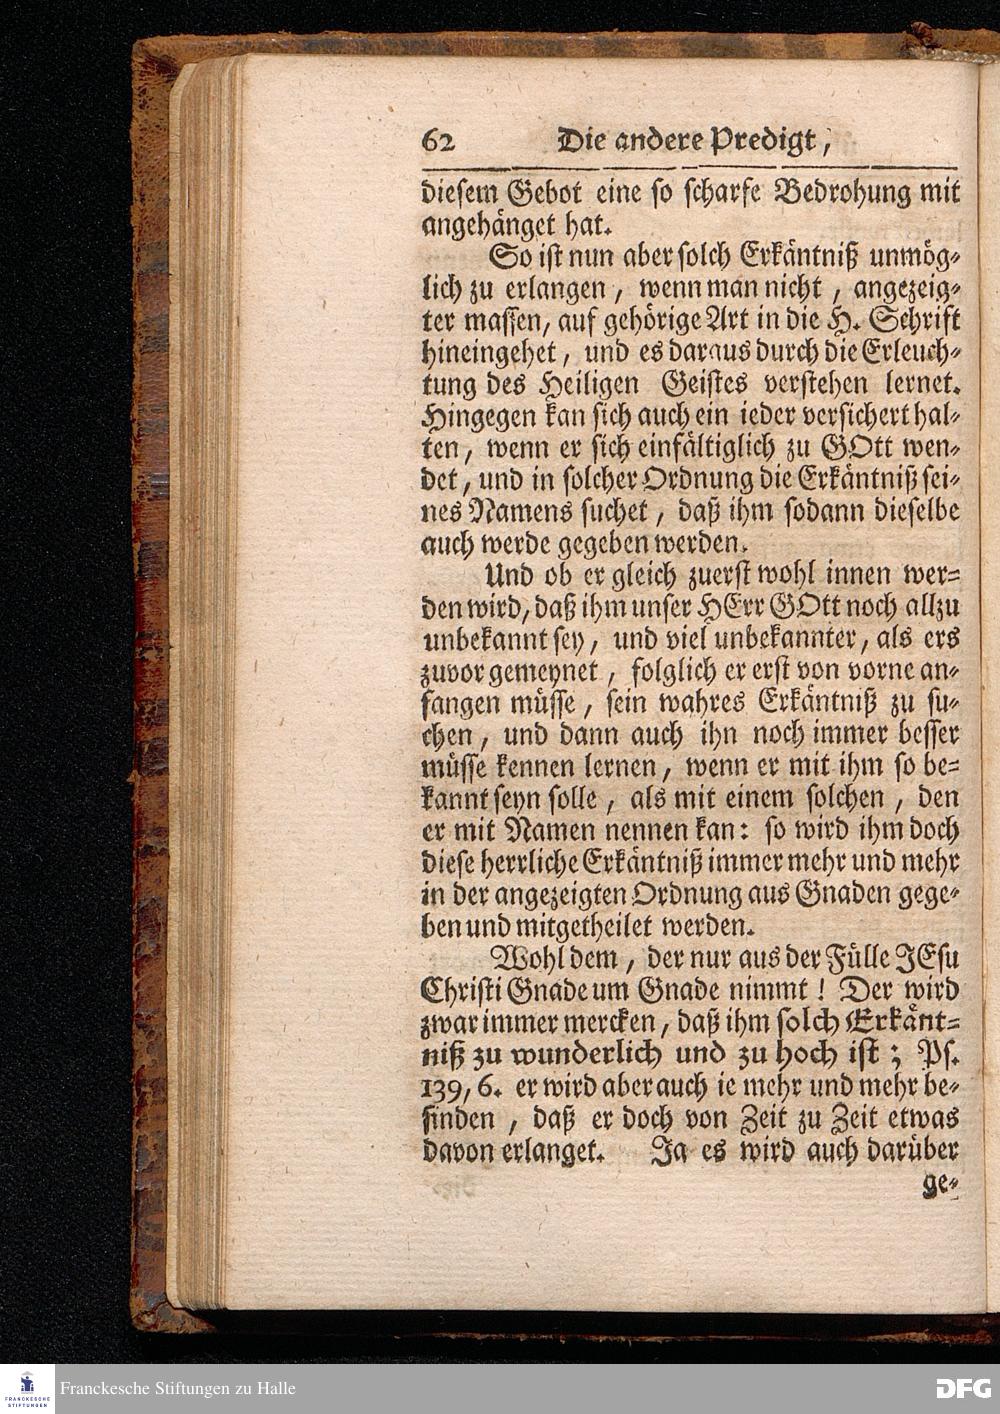 62 Die andere Predigt,
dieſem Gebot eine ſo ſcharfe Bedrohung mit
angehänget hat.
So iſt nun aber ſolch Erkäntniß unmög-
lich zu erlangen, wenn man nicht, angezeig-
ter maſſen, auf gehörige Art in die H. Schrift
hineingehet, und es daraus durch die Erleuch-
tung des Heiligen Geiſtes verſtehen lernet.
Hingegen kan ſich auch ein ieder verſichert hal-
ten, wenn er ſich einfältiglich zu GOtt wen-
det, und in ſolcher Ordnung die Erkäntniß ſei-
nes Namens ſuchet, daß ihm ſodann dieſelbe
auch werde gegeben werden.
Und ob er gleich zuerſt wohl innen wer-
den wird, daß ihm unſer HErr GOtt noch allzu
unbekannt ſey, und viel unbekannter, als ers
zuvor gemeynet, folglich er erſt von vorne an-
fangen müſſe, ſein wahres Erkäntniß zu ſu-
chen, und dann auch ihn noch immer beſſer
müſſe kennen lernen, wenn er mit ihm ſo be-
kannt ſeyn ſolle, als mit einem ſolchen, den
er mit Namen nennen kan: ſo wird ihm doch
dieſe herrliche Erkäntniß immer mehr und mehr
in der angezeigten Ordnung aus Gnaden gege-
ben und mitgetheilet werden.
Wohl dem, der nur aus der Fülle JEſu
Chriſti Gnade um Gnade nimmt! Der wird
zwar immer mercken, daß ihm ſolch Erkänt-
niß zu wunderlich und zu hoch iſt; Pſ.
139, 6. er wird aber auch ie mehr und mehr be-
finden, daß er doch von Zeit zu Zeit etwas
davon erlanget. Ja es wird auch darüber
ge-
FRANCKESCHE
STIFTUNGEN
Franckesche Stiftungen zu Halle
DFG